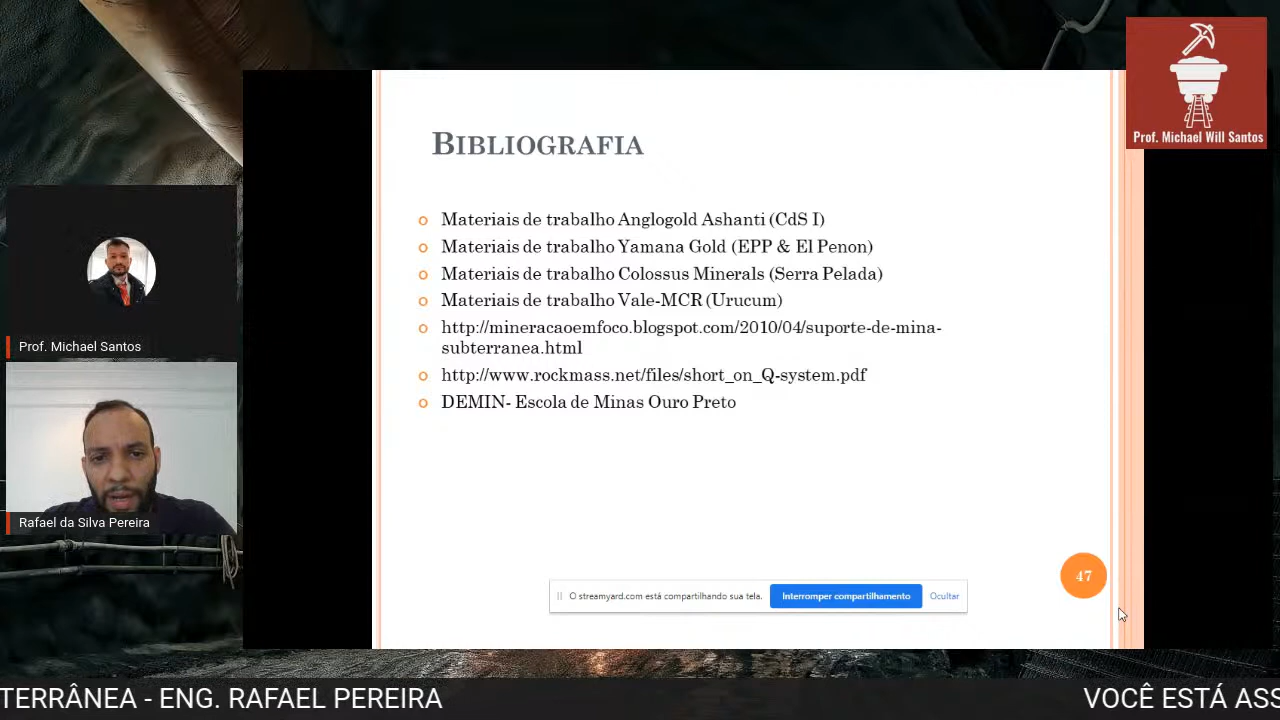 Prof. Michael Will Santos
BIBLIOGRAFIA
Materiais de trabalho Anglogold Ashanti (CdS I)
Materiais de trabalho Yamana Gold (EPP & El Penon)
Materiais de trabalho Colossus Minerals (Serra Pelada)
Materiais de trabalho Vale-MCR (Urucum)
http://mineracaoemfoco.blogspot.com/2010/04/suporte-de-mina-
subterranea.html
http://www.rockmass.net/files/short_on_Q-system.pdf
DEMIN- Escola de Minas Ouro Preto
47
Prof. Michael Santos
Rafael da Silva Pereira
O streamyard.com está compartilhando sua tela.
Interromper compartilhamento
Ocultar
TERRÂNEA - ENG. RAFAEL PEREIRA
VOCÊ ESTÁ ASS